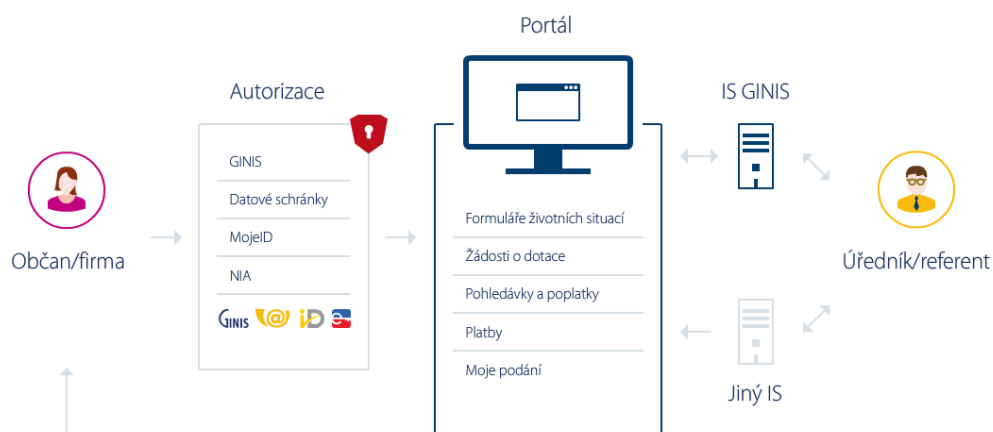 Portál
Autorizace
IS GINIS
GINIS
Datové schránky
MojeID
NIA
GINIS
@
iD
e
Formuláře životních situací
Žádosti o dotace
Pohledávky a poplatky
Platby
Moje podání
Občan/firma
Úředník/referent
Jiný IS